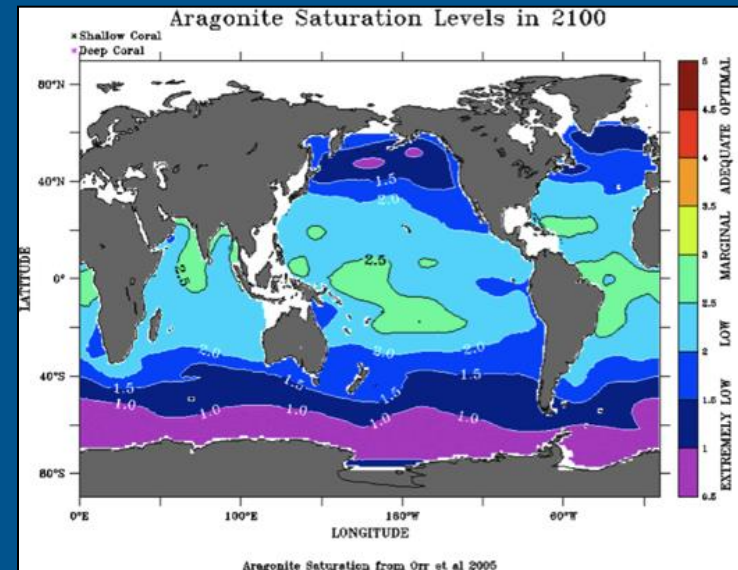 Aragonite Saturation Levels in 2100
Shallow Coral
Deep Coral
80°N
40°N
0°
40°S
80°S
LATITUDE
0°E
100°E
160°W
60°W
LONGITUDE
1.5
2.0
2.5
2.5
2.0
2.0
2.0
1.5
1.5
1.5
1.5
1.0
1.0
1.0
1.0
1.0
5
4.5
4
3.5
3
2.5
2
1.5
1
0.5
EXTREMELY LOW LOW MARGINAL ADEQUATE OPTIMAL
Aragonite Saturation from Orr et al 2005